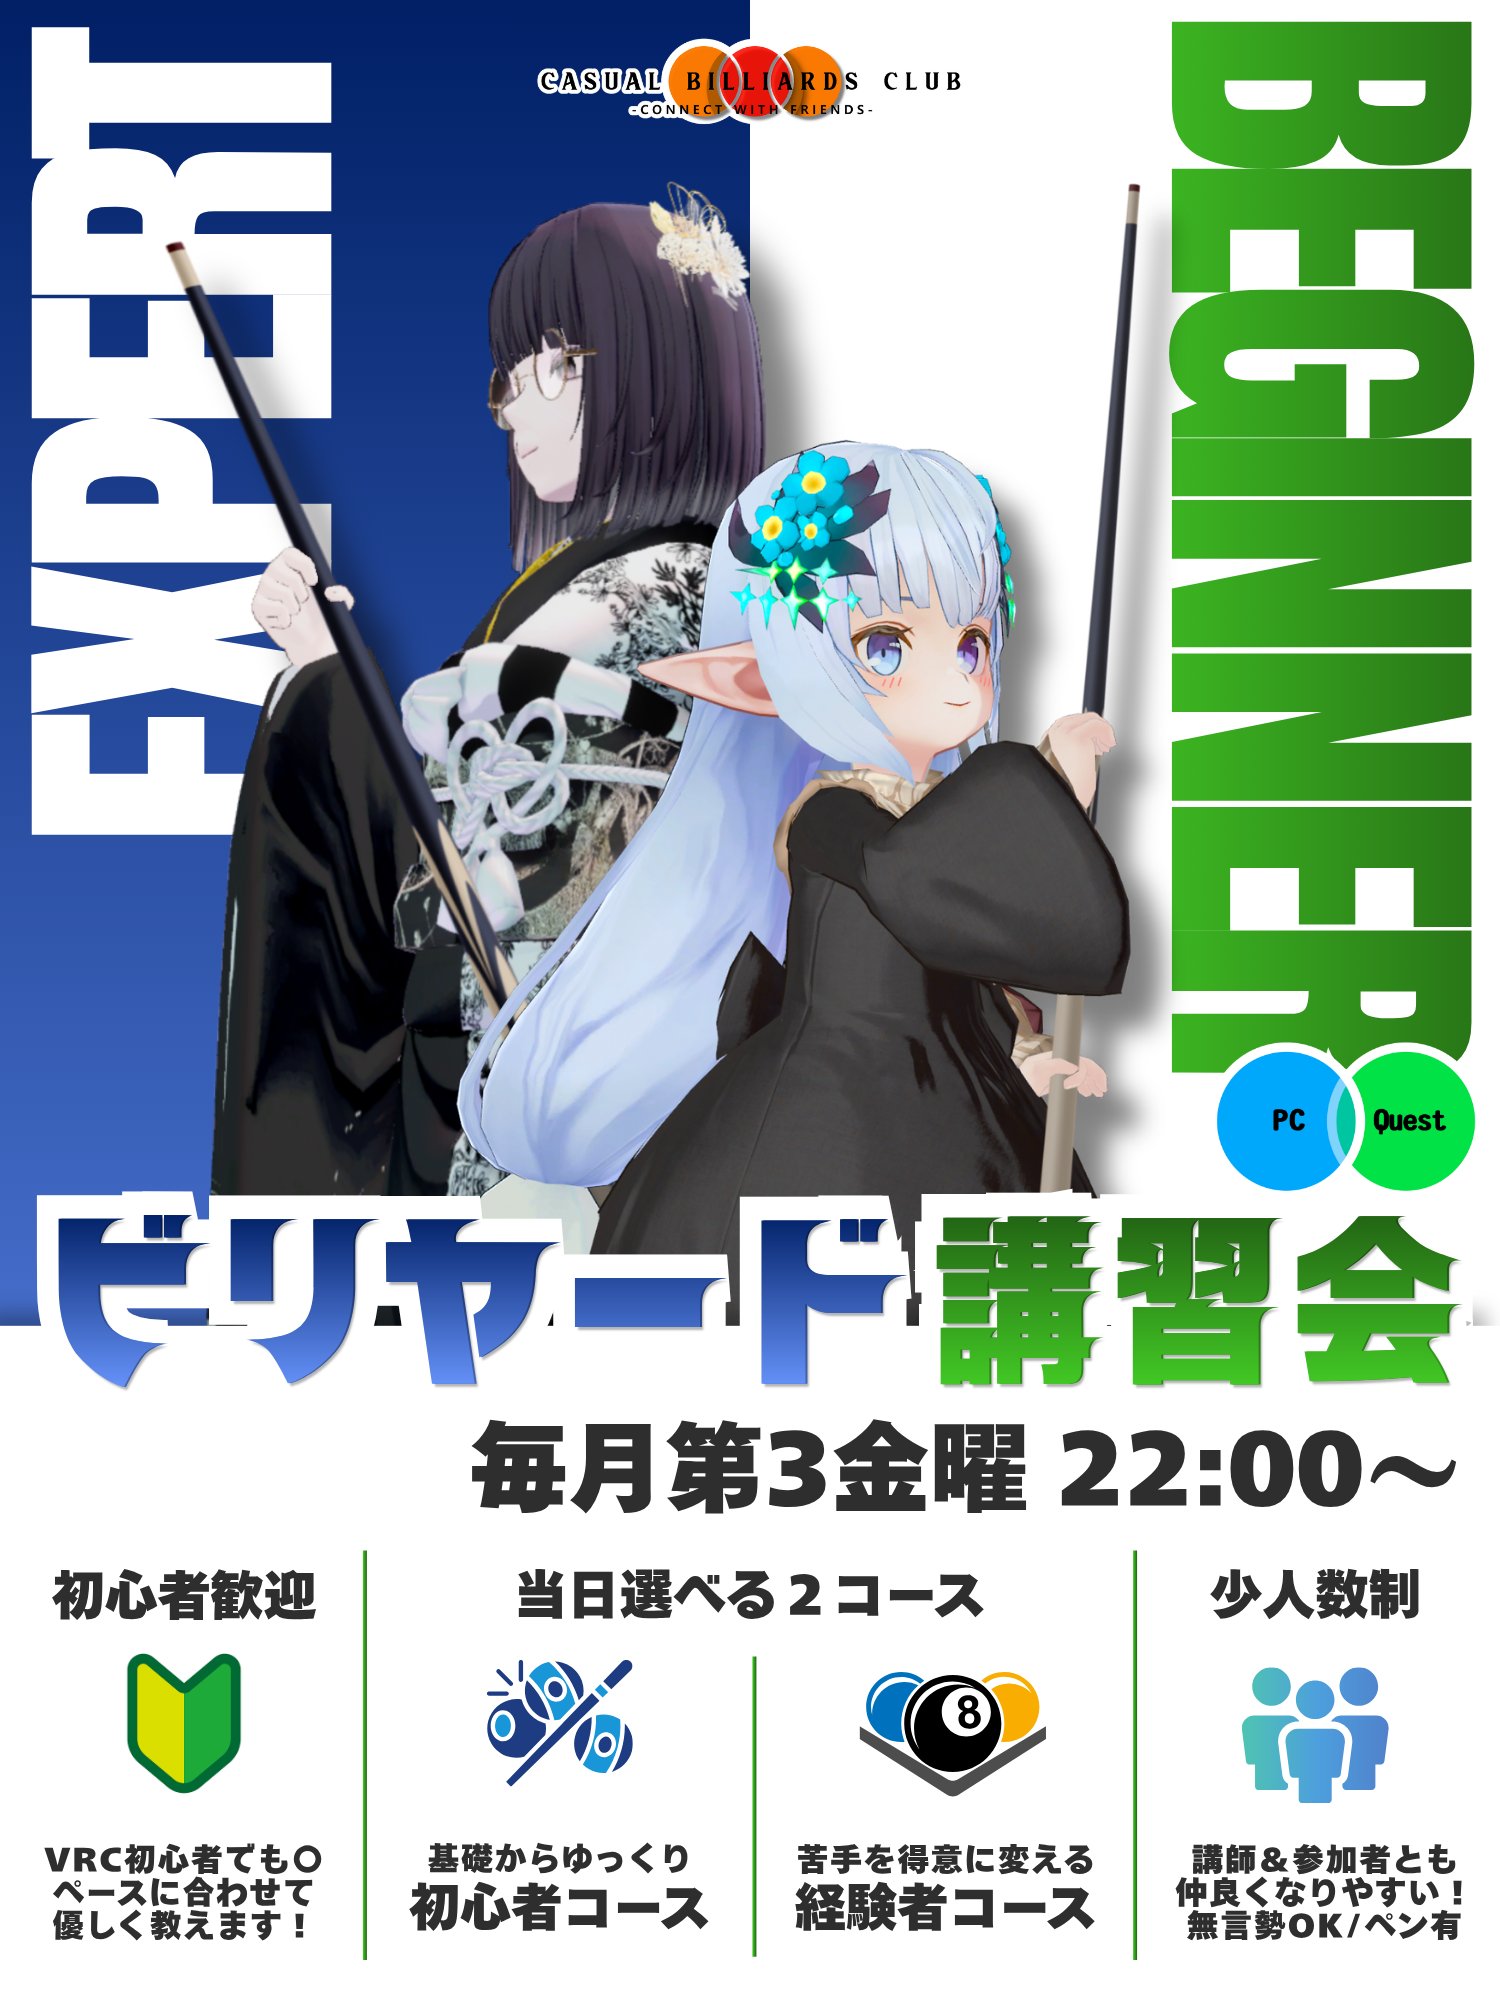 CASUAL BILLIARDS CLUB
-CONNECT WITH FRIENDS-
EXPERT
BEGINNER
PC
Quest
ビリヤード講習会
毎月第3金曜 22:00～
初心者歓迎
VRC初心者でも〇
ペースに合わせて
優しく教えます！
当日選べる２コース
基礎からゆっくり
初心者コース
8
苦手を得意に変える
経験者コース
少人数制
講師＆参加者とも
仲良くなりやすい！
無言勢OK/ペン有